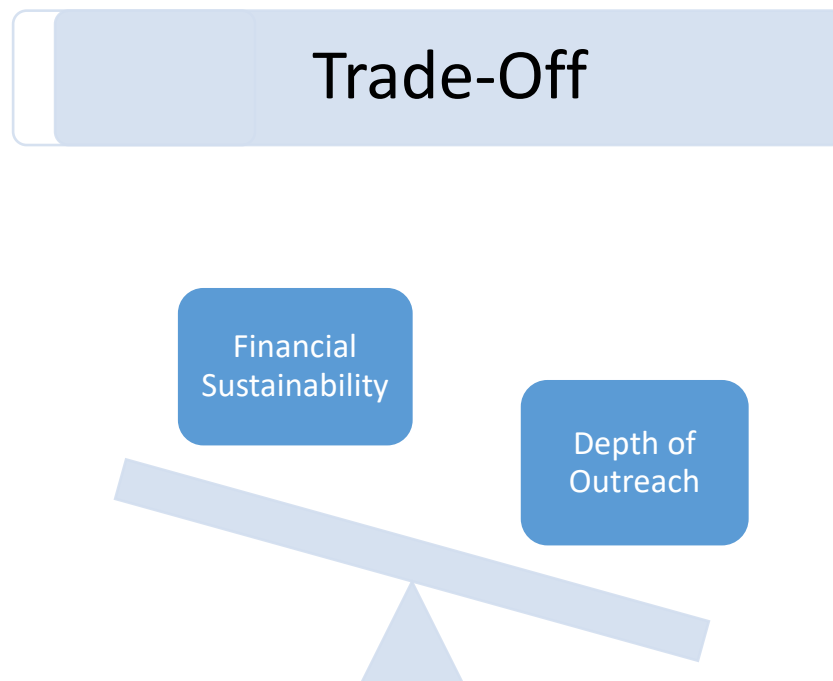 Trade-Off
Financial
Sustainability
Depth of
Outreach